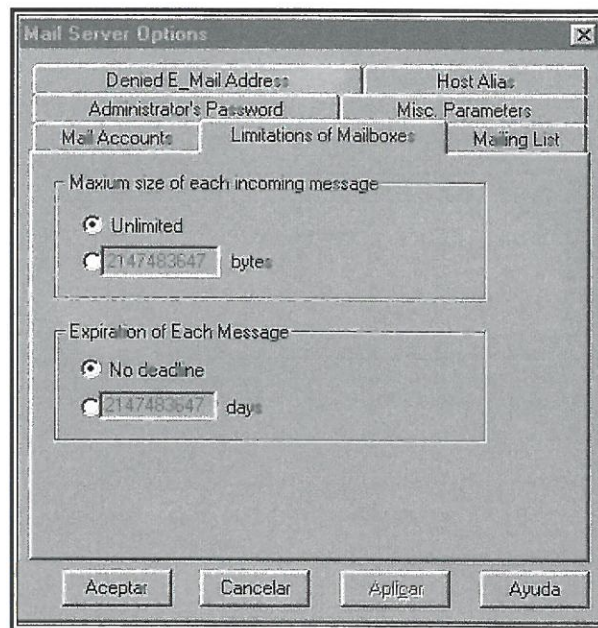 Mail Server Options
Denied E_Mail Address Host Alias
Administrator's Password Misc. Parameters
Mail Accounts Limitations of Mailboxes Mailing List
Maxium size of each incoming message
Unlimited
2147483647 bytes
Expiration of Each Message
No deadline
2147483647 days
Aceptar Cancelar Aplicar Ayuda